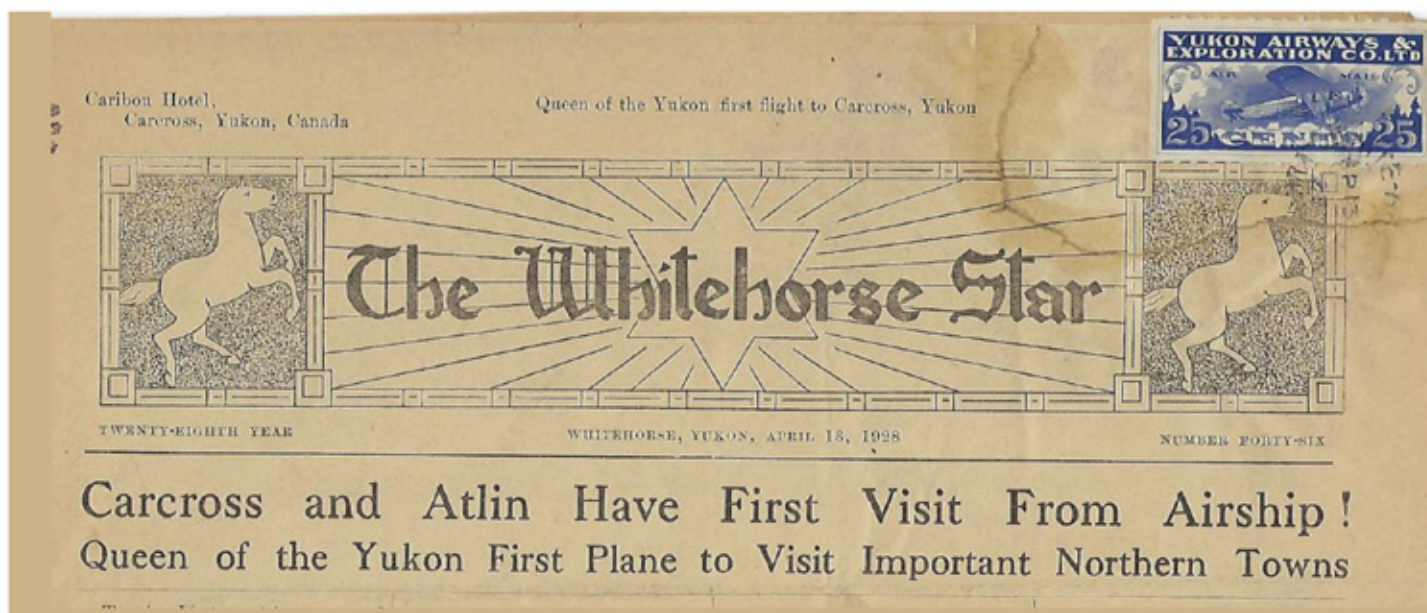 YUKON AIRWAYS &
EXPLORATION CO. LTD
AIR MAIL
25 25
Caribou Hotel,
Carcross, Yukon, Canada
Queen of the Yukon first flight to Carcross, Yukon
The Whitehorse Star
TWENTY-EIGHTH YEAR
WHITEHORSE, YUKON, APRIL 13, 1928
NUMBER FORTY-SIX
Carcross and Atlin Have First Visit From Airship !
Queen of the Yukon First Plane to Visit Important Northern Towns